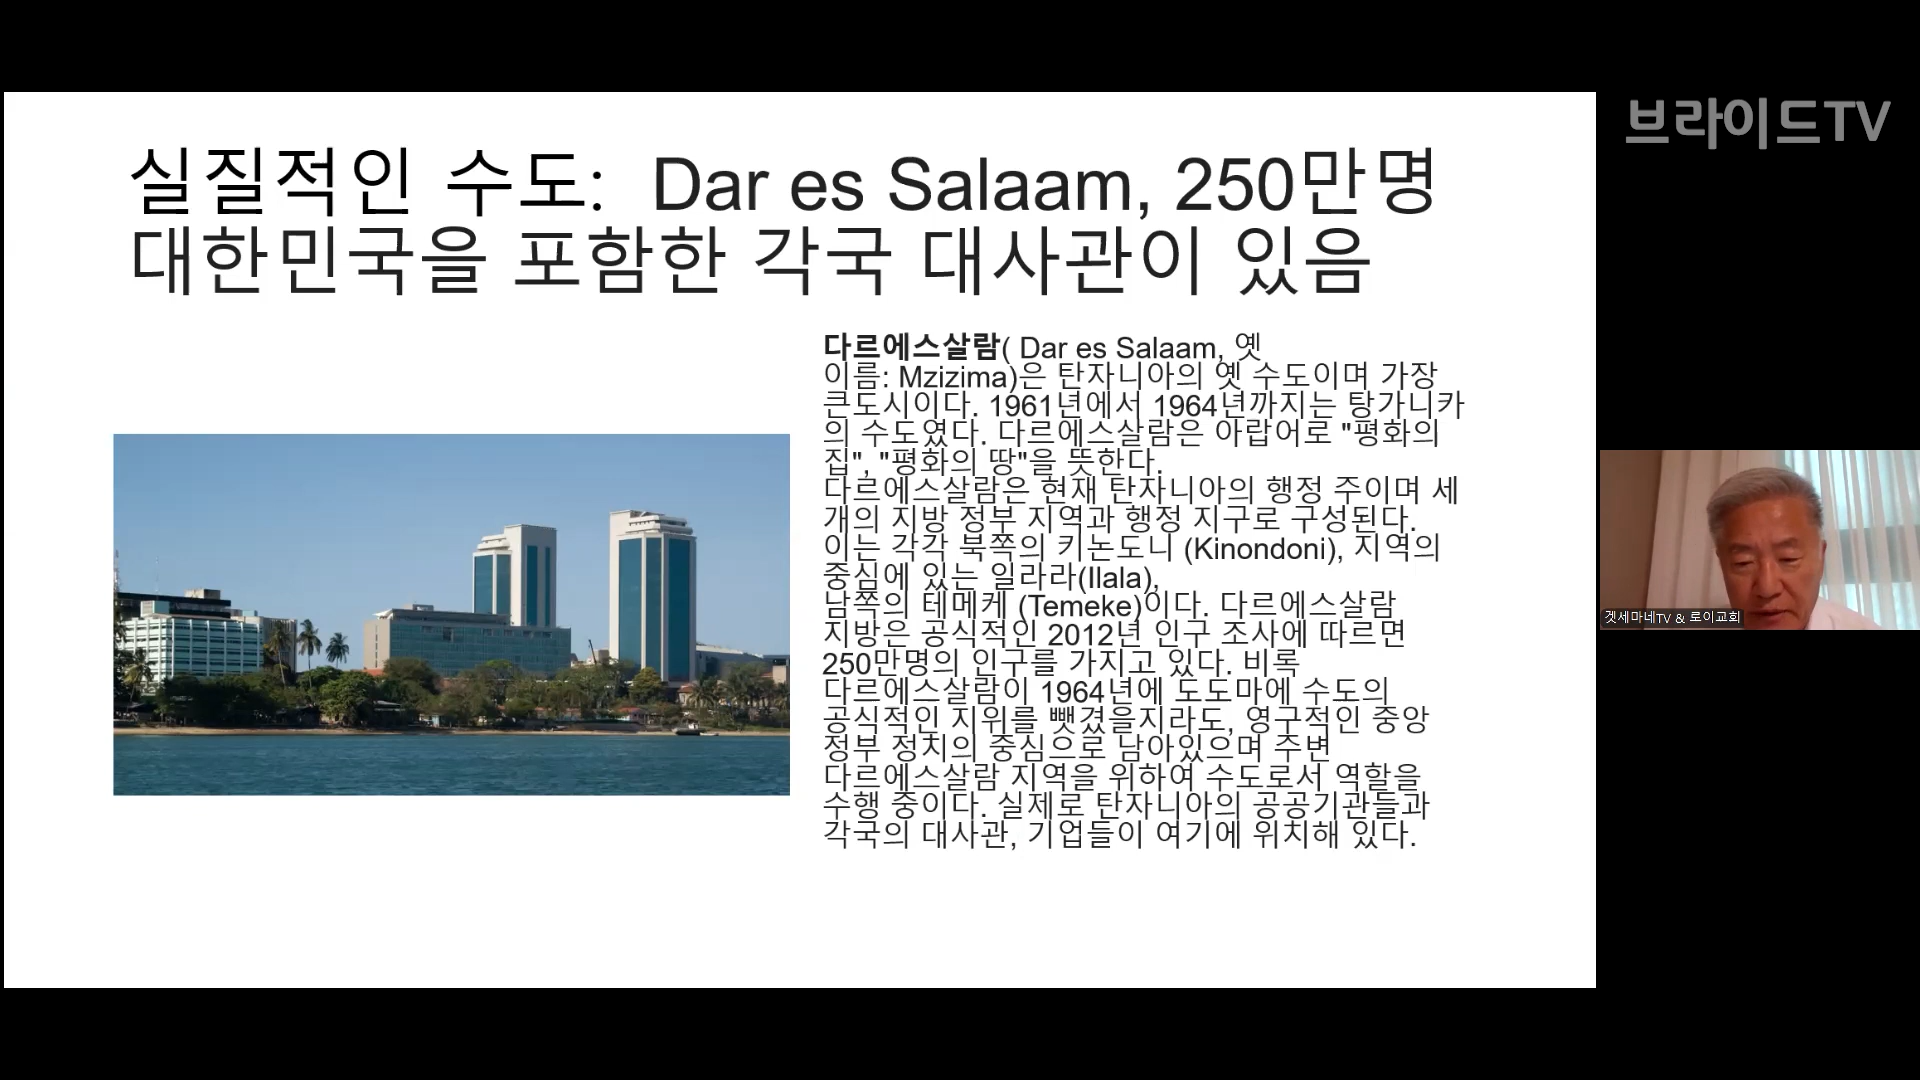 브라이드TV
실질적인 수도: Dar es Salaam, 250만명
대한민국을 포함한 각국 대사관이 있음
다르에스살람( Dar es Salaam, 옛
이름: Mzizima)은 탄자니아의 옛 수도이며 가장
큰도시이다. 1961년에서 1964년까지는 탕가니카
의 수도였다. 다르에스살람은 아랍어로 "평화의
집", "평화의 땅"을 뜻한다.
다르에스살람은 현재 탄자니아의 행정 주이며 세
개의 지방 정부 지역과 행정 지구로 구성된다.
이는 각각 북쪽의 키논도니 (Kinondoni), 지역의
중심에 있는 일라라(Ilala),
남쪽의 테메케 (Temeke)이다. 다르에스살람
지방은 공식적인 2012년 인구 조사에 따르면
250만명의 인구를 가지고 있다. 비록
다르에스살람이 1964년에 도도마에 수도의
공식적인 지위를 뺏겼을지라도, 영구적인 중앙
정부 정치의 중심으로 남아있으며 주변
다르에스살람 지역을 위하여 수도로서 역할을
수행 중이다. 실제로 탄자니아의 공공기관들과
각국의 대사관, 기업들이 여기에 위치해 있다.
겟세마네TV & 로이교회